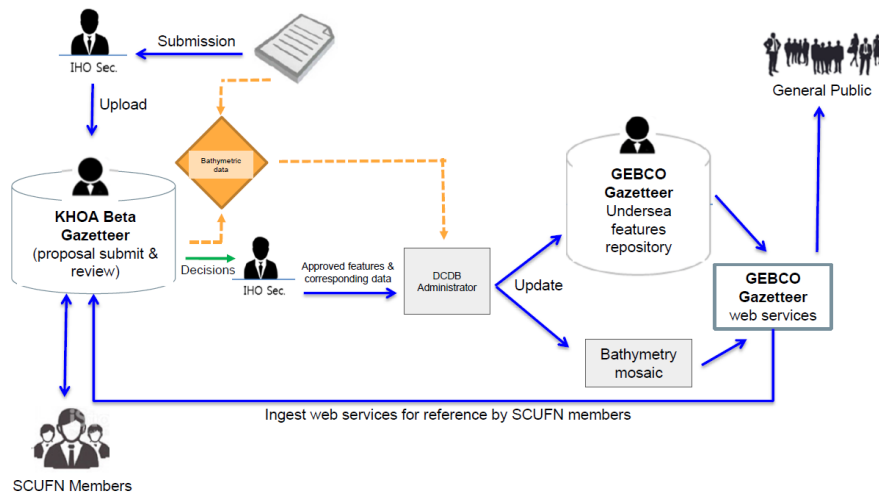 Submission
IHO Sec.
General Public
Upload
Bathymetric
data
KHOA Beta
Gazetteer
(proposal submit &
review)
GEBCO
Gazetteer
Undersea
features
repository
Decisions
IHO Sec.
Approved features &
corresponding data
DCDB
Administrator
Update
GEBCO
Gazetteer
web services
Bathymetry
mosaic
Ingest web services for reference by SCUFN members
SCUFN Members